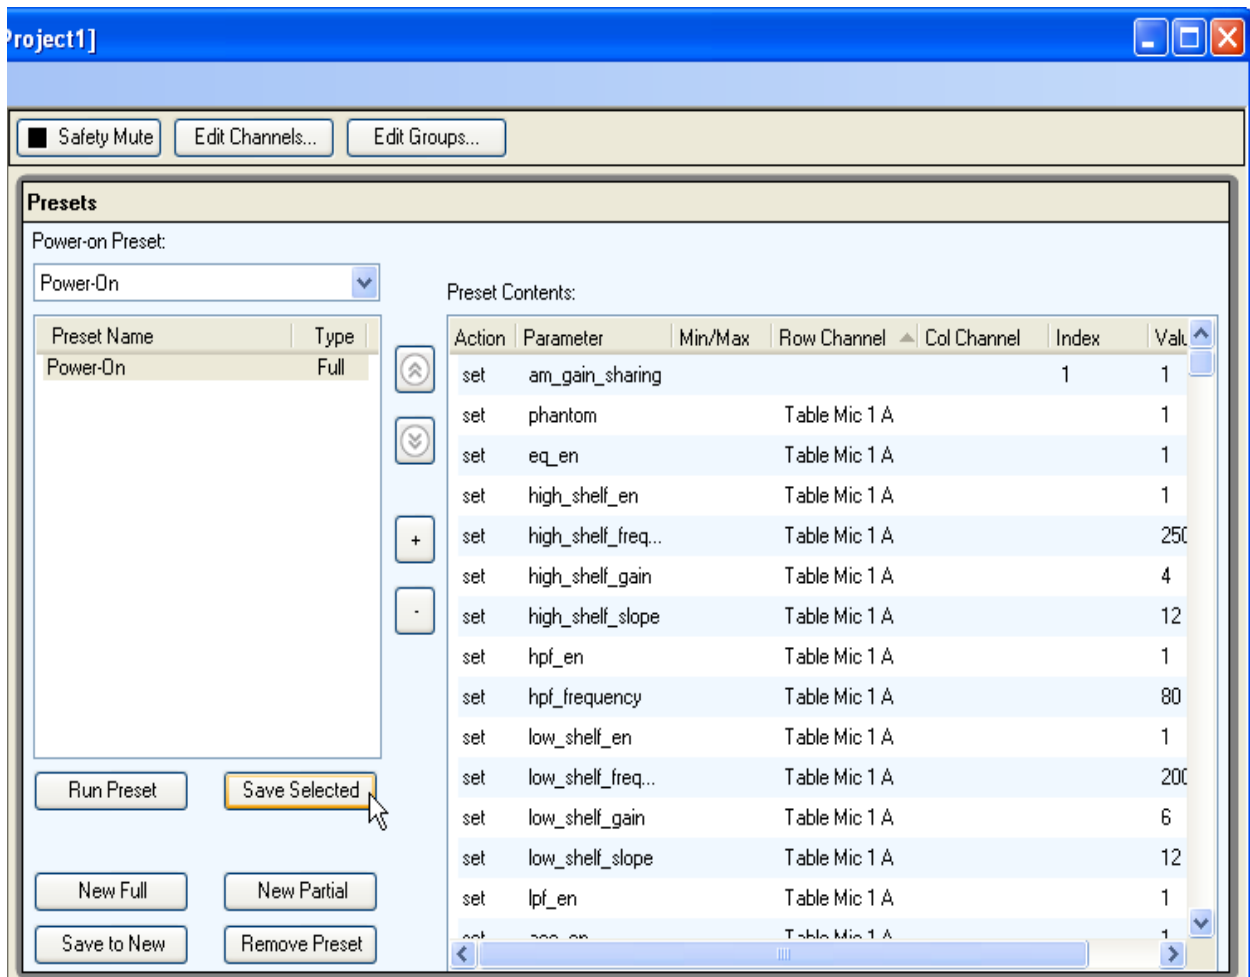 Project1]
Safety Mute Edit Channels... Edit Groups...
Presets
Power-on Preset:
Power-On
Preset Contents:
Preset Name Type
Power-On Full
Action Parameter Min/Max Row Channel Col Channel Index Valu
set am_gain_sharing 1 1
set phantom Table Mic 1 A 1
set eq_en Table Mic 1 A 1
set high_shelf_en Table Mic 1 A 1
set high_shelf_freq... Table Mic 1 A 250
+
set high_shelf_gain Table Mic 1 A 4
set high_shelf_slope Table Mic 1 A 12
-
set hpf_en Table Mic 1 A 1
set hpf_frequency Table Mic 1 A 80
set low_shelf_en Table Mic 1 A 1
set low_shelf_freq... Table Mic 1 A 200
set low_shelf_gain Table Mic 1 A 6
set low_shelf_slope Table Mic 1 A 12
set lpf_en Table Mic 1 A 1
Table Mic 1 A 1
Run Preset Save Selected
New Full New Partial
Save to New Remove Preset